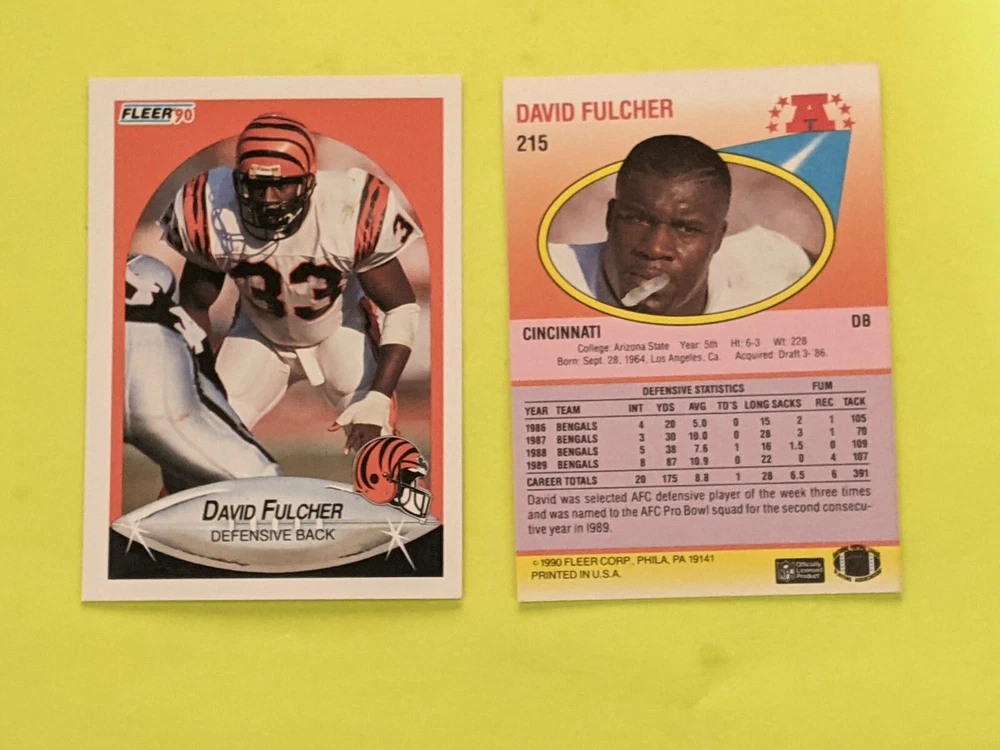 FLEER '90
33
3
DAVID FULCHER
DEFENSIVE BACK
DAVID FULCHER
215
A
CINCINNATI DB
College: Arizona State Year: 5th Ht: 6-3 Wt: 228
Born: Sept. 28, 1964, Los Angeles, Ca. Acquired: Draft 3-'86.
DEFENSIVE STATISTICS FUM
YEAR TEAM INT YDS AVG TD'S LONG SACKS REC TACK
1986 BENGALS 4 20 5.0 0 15 2 1 105
1987 BENGALS 3 30 10.0 0 28 3 1 70
1988 BENGALS 5 38 7.6 1 16 1.5 0 109
1989 BENGALS 8 87 10.9 0 22 0 4 107
CAREER TOTALS 20 175 8.8 1 28 6.5 6 391
David was selected AFC defensive player of the week three times
and was named to the AFC Pro Bowl squad for the second consecu-
tive year in 1989.
© 1990 FLEER CORP., PHILA, PA 19141
PRINTED IN U.S.A.
Officially
Licensed
Product